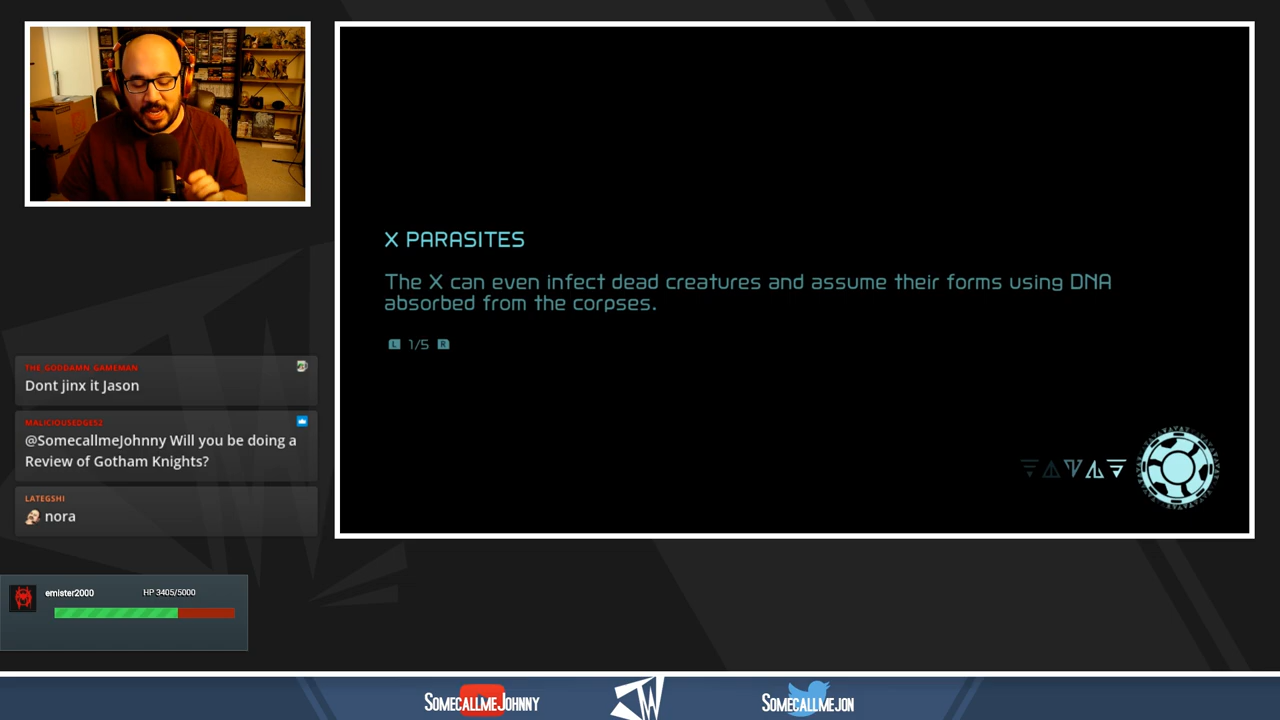 X PARASITES
The X can even infect dead creatures and assume their forms using DNA
absorbed from the corpses.
L 1/5 R
THE_GODDAMN_GAMEMAN
Dont jinx it Jason
MALICIOUSEDGES2
@SomecallmeJohnny Will you be doing a
Review of Gotham Knights?
LATEGSHI
nora
emister2000 HP 3405/5000
SOMECALLMEJOHNNY
SOMECALLMEJON